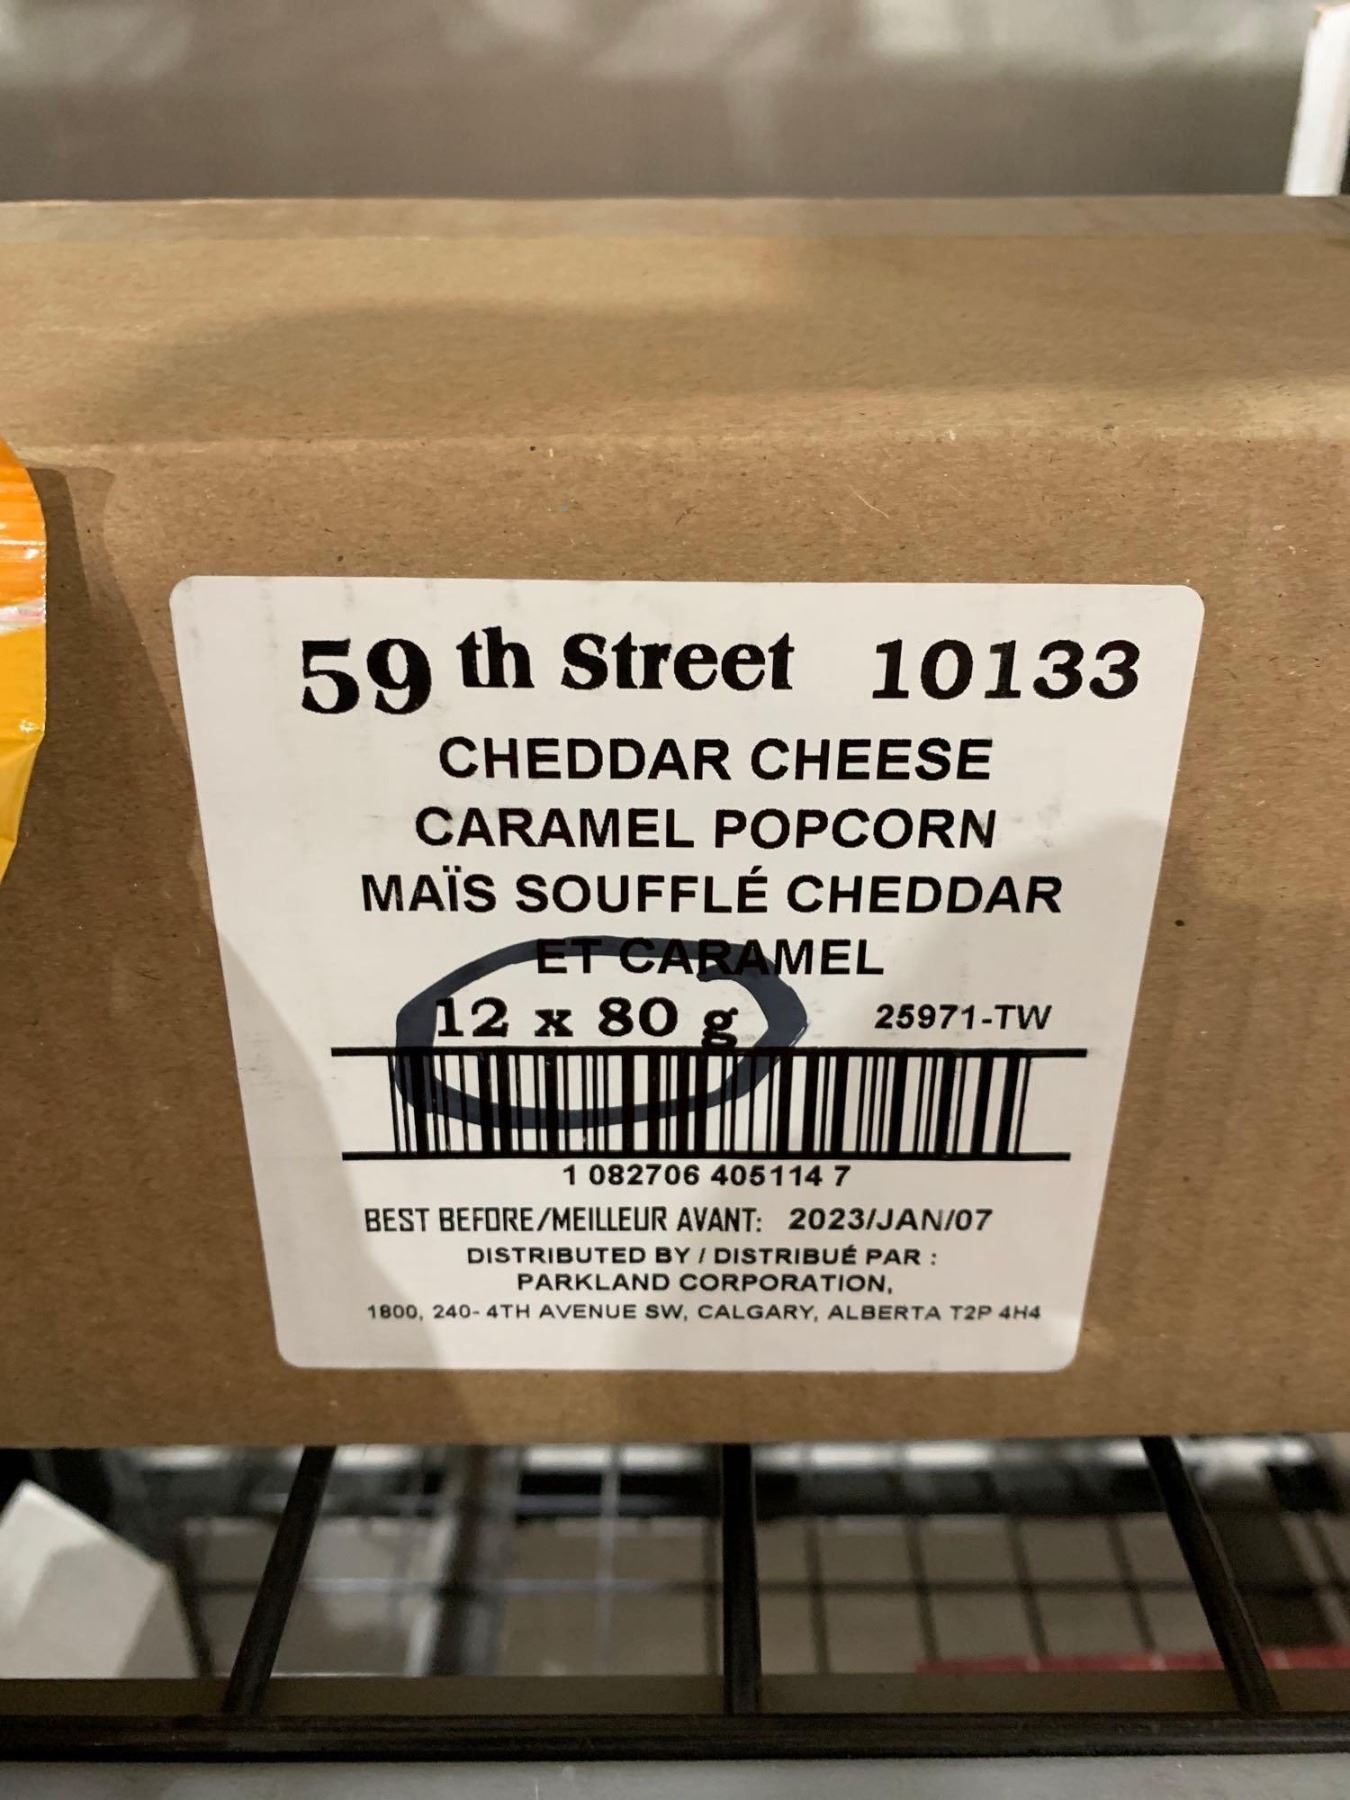 59 th Street 10133
CHEDDAR CHEESE
CARAMEL POPCORN
MAÏS SOUFFLÉ CHEDDAR
ET CARAMEL
12 x 80 g 25971-TW
1 082706 405114 7
BEST BEFORE/MEILLEUR AVANT: 2023/JAN/07
DISTRIBUTED BY / DISTRIBUÉ PAR :
PARKLAND CORPORATION,
1800, 240- 4TH AVENUE SW, CALGARY, ALBERTA T2P 4H4